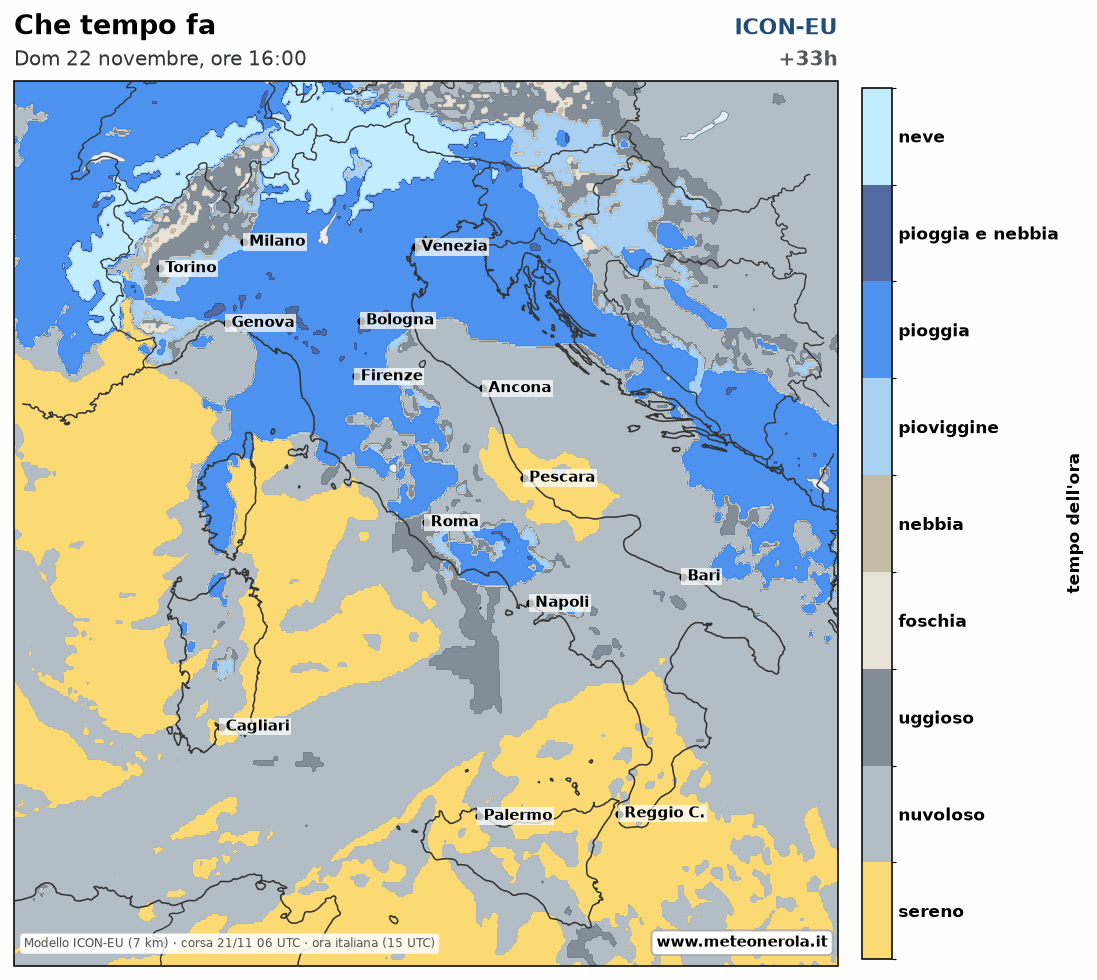 Che tempo fa
ICON-EU
Dom 22 novembre, ore 16:00
+33h
neve
pioggia e nebbia
pioggia
pioviggine
nebbia
foschia
uggioso
nuvoloso
sereno
tempo dell'ora
Milano
Venezia
Torino
Genova
Bologna
Firenze
Ancona
Pescara
Roma
Bari
Napoli
Cagliari
Palermo
Reggio C.
Modello ICON-EU (7 km) · corsa 21/11 06 UTC · ora italiana (15 UTC)
www.meteonerola.it